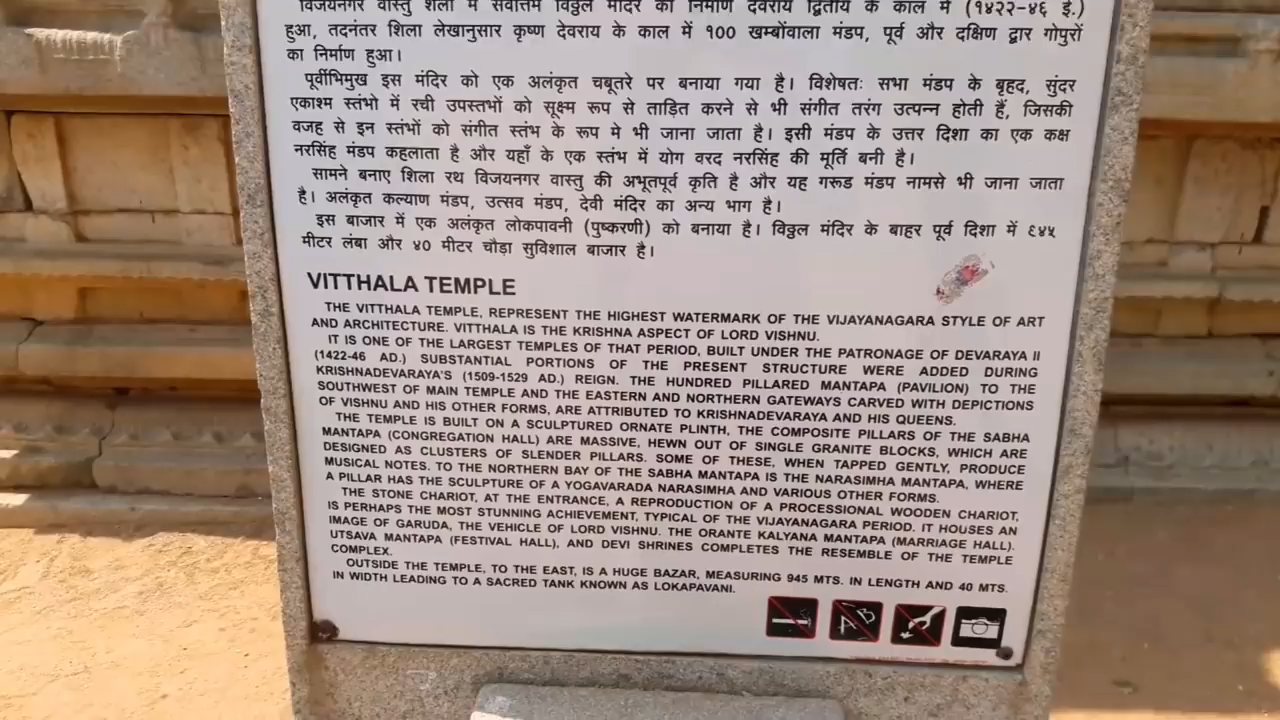 विजयनगर वास्तु शैली में सर्वोत्तम विठ्ठल मंदिर का निर्माण देवराय द्वितीय के काल में (१४२२-४६ ई.)
हुआ, तदनंतर शिला लेखानुसार कृष्ण देवराय के काल में १०० खम्बोंवाला मंडप, पूर्व और दक्षिण द्वार गोपुरों
का निर्माण हुआ।
पूर्वाभिमुख इस मंदिर को एक अलंकृत चबूतरे पर बनाया गया है। विशेषतः सभा मंडप के बृहद, सुंदर
एकाश्म स्तंभो में रची उपस्तभों को सूक्ष्म रूप से ताड़ित करने से भी संगीत तरंग उत्पन्न होती हैं, जिसकी
वजह से इन स्तंभों को संगीत स्तंभ के रूप मे भी जाना जाता है। इसी मंडप के उत्तर दिशा का एक कक्ष
नरसिंह मंडप कहलाता है और यहाँ के एक स्तंभ में योग वरद नरसिंह की मूर्ति बनी है।
सामने बनाए शिला रथ विजयनगर वास्तु की अभूतपूर्व कृति है और यह गरूड मंडप नामसे भी जाना जाता
है। अलंकृत कल्याण मंडप, उत्सव मंडप, देवी मंदिर का अन्य भाग है।
इस बाजार में एक अलंकृत लोकपावनी (पुष्करणी) को बनाया है। विठ्ठल मंदिर के बाहर पूर्व दिशा में ६४५
मीटर लंबा और ४० मीटर चौड़ा सुविशाल बाजार है।
VITTHALA TEMPLE
THE VITTHALA TEMPLE, REPRESENT THE HIGHEST WATERMARK OF THE VIJAYANAGARA STYLE OF ART
AND ARCHITECTURE. VITTHALA IS THE KRISHNA ASPECT OF LORD VISHNU.
IT IS ONE OF THE LARGEST TEMPLES OF THAT PERIOD, BUILT UNDER THE PATRONAGE OF DEVARAYA II
(1422-46 AD.) SUBSTANTIAL PORTIONS OF THE PRESENT STRUCTURE WERE ADDED DURING
KRISHNADEVARAYA'S (1509-1529 AD.) REIGN. THE HUNDRED PILLARED MANTAPA (PAVILION) TO THE
SOUTHWEST OF MAIN TEMPLE AND THE EASTERN AND NORTHERN GATEWAYS CARVED WITH DEPICTIONS
OF VISHNU AND HIS OTHER FORMS, ARE ATTRIBUTED TO KRISHNADEVARAYA AND HIS QUEENS.
THE TEMPLE IS BUILT ON A SCULPTURED ORNATE PLINTH, THE COMPOSITE PILLARS OF THE SABHA
MANTAPA (CONGREGATION HALL) ARE MASSIVE, HEWN OUT OF SINGLE GRANITE BLOCKS, WHICH ARE
DESIGNED AS CLUSTERS OF SLENDER PILLARS. SOME OF THESE, WHEN TAPPED GENTLY, PRODUCE
MUSICAL NOTES. TO THE NORTHERN BAY OF THE SABHA MANTAPA IS THE NARASIMHA MANTAPA, WHERE
A PILLAR HAS THE SCULPTURE OF A YOGAVARADA NARASIMHA AND VARIOUS OTHER FORMS.
THE STONE CHARIOT, AT THE ENTRANCE, A REPRODUCTION OF A PROCESSIONAL WOODEN CHARIOT,
IS PERHAPS THE MOST STUNNING ACHIEVEMENT, TYPICAL OF THE VIJAYANAGARA PERIOD. IT HOUSES AN
IMAGE OF GARUDA, THE VEHICLE OF LORD VISHNU. THE ORANTE KALYANA MANTAPA (MARRIAGE HALL).
UTSAVA MANTAPA (FESTIVAL HALL), AND DEVI SHRINES COMPLETES THE RESEMBLE OF THE TEMPLE
COMPLEX.
OUTSIDE THE TEMPLE, TO THE EAST, IS A HUGE BAZAR, MEASURING 945 MTS. IN LENGTH AND 40 MTS.
IN WIDTH LEADING TO A SACRED TANK KNOWN AS LOKAPAVANI.
A B